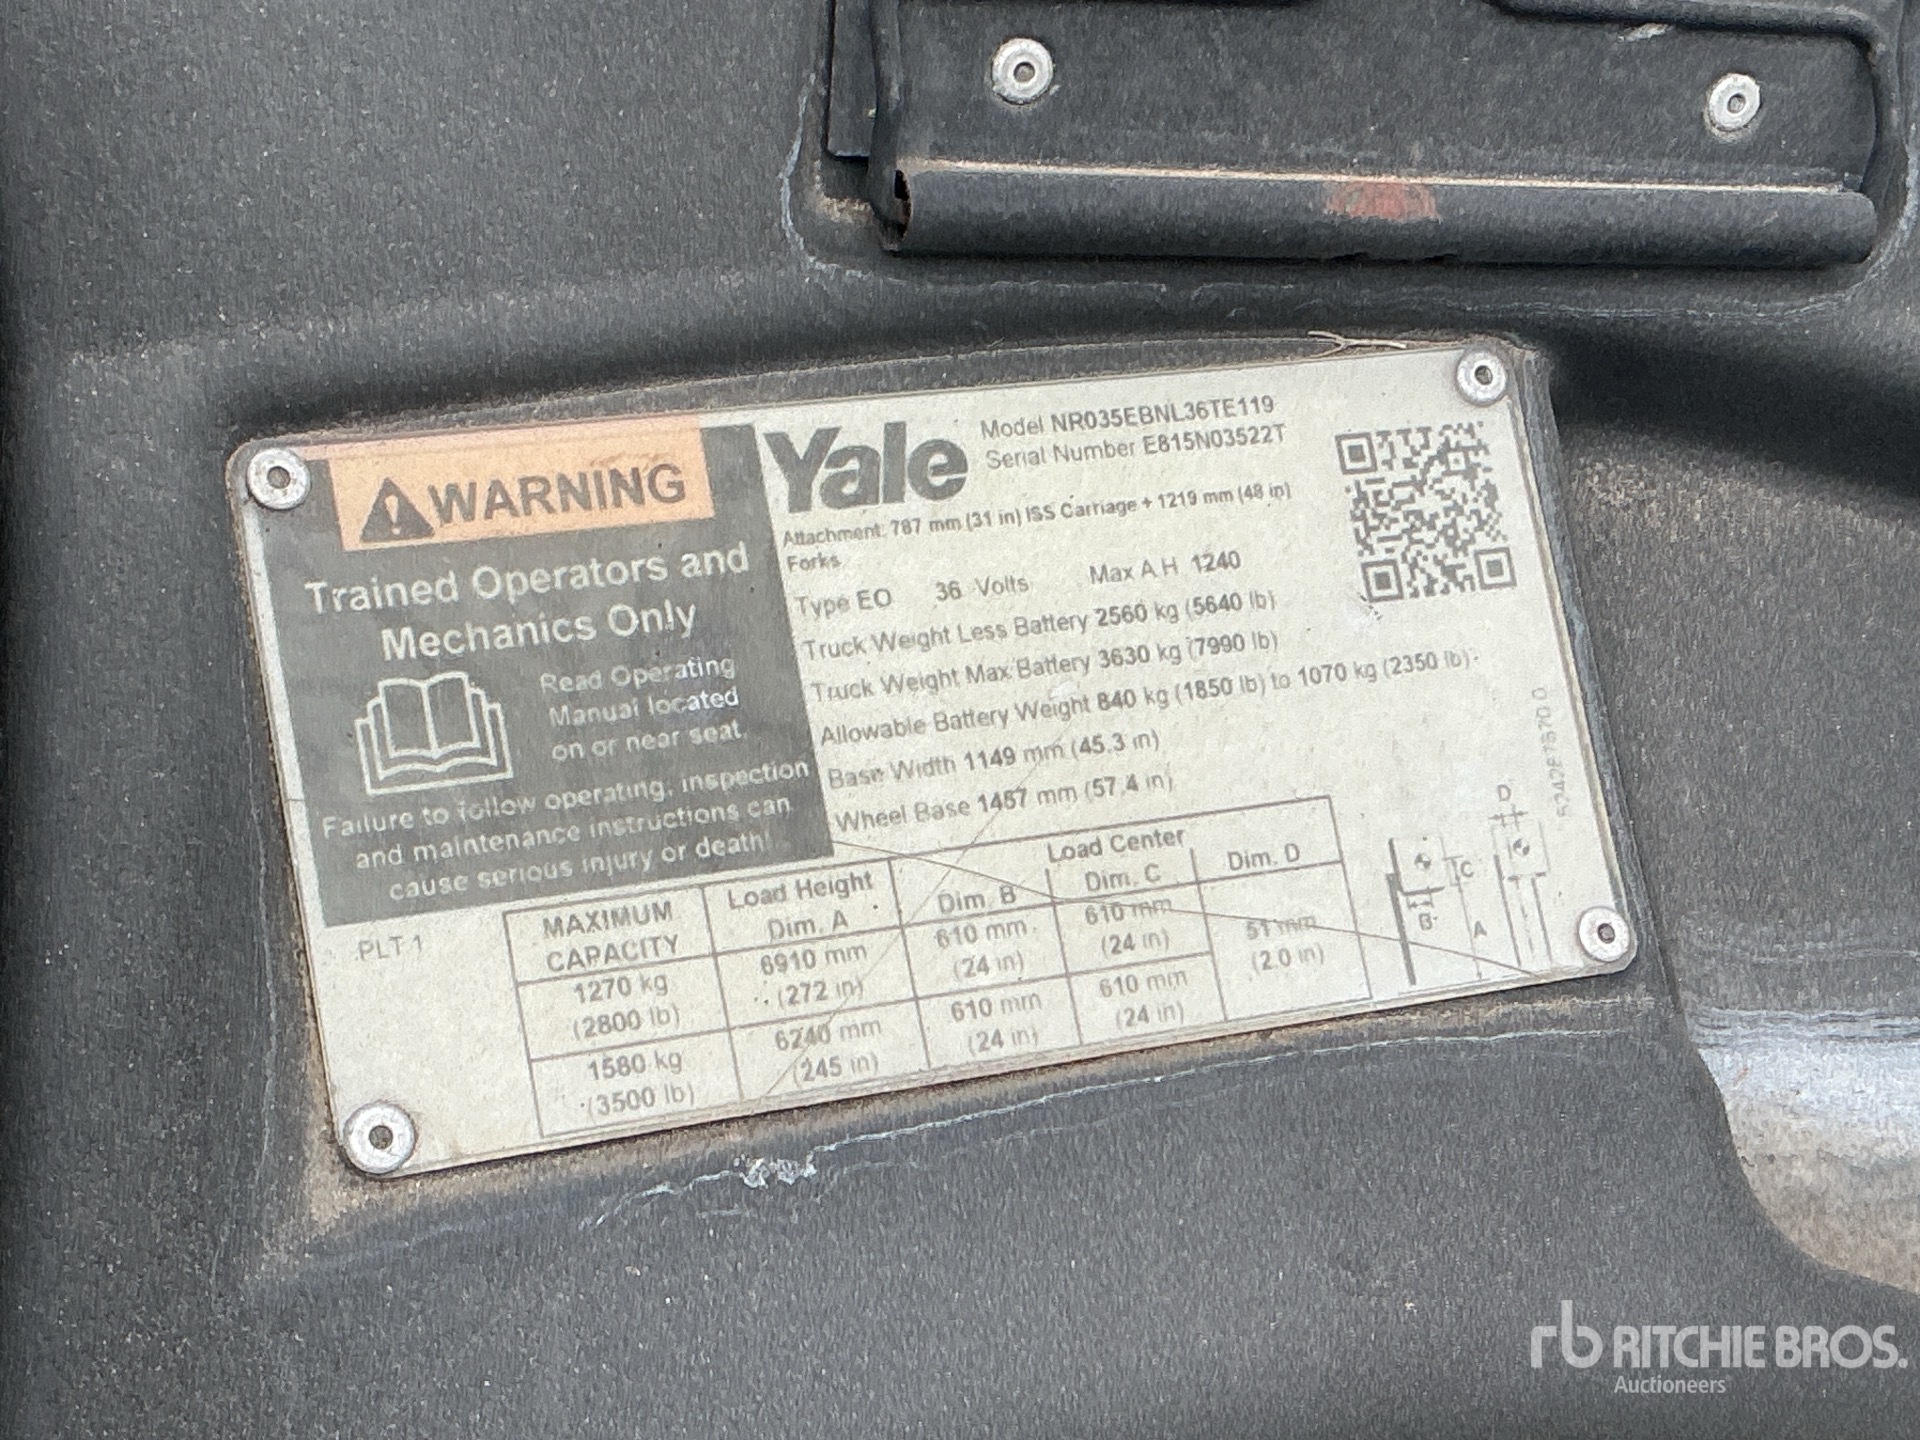 WARNING
Trained Operators and
Mechanics Only
Read Operating
Manual located
on or near seat.
Failure to follow operating, inspection
and maintenance instructions can
cause serious injury or death!
PLT 1
Yale
Model NR035EBNL36TE119
Serial Number E815N03522T
Attachment: 787 mm (31 in) ISS Carriage + 1219 mm (48 in)
Forks
Type EO 36 Volts Max A H 1240
Truck Weight Less Battery 2560 kg (5640 lb)
Truck Weight Max Battery 3630 kg (7990 lb)
Allowable Battery Weight 840 kg (1850 lb) to 1070 kg (2350 lb)
Base Width 1149 mm (45.3 in)
Wheel Base 1457 mm (57.4 in)
MAXIMUM CAPACITY Load Height Dim. A Load Center Dim. B Dim. C Dim. D
1270 kg (2800 lb) 6910 mm (272 in) 610 mm (24 in) 610 mm (24 in) 51 mm (2.0 in)
1580 kg (3500 lb) 6240 mm (245 in) 610 mm (24 in) 610 mm (24 in)
D
C
B
A
rb RITCHIE BROS.
Auctioneers